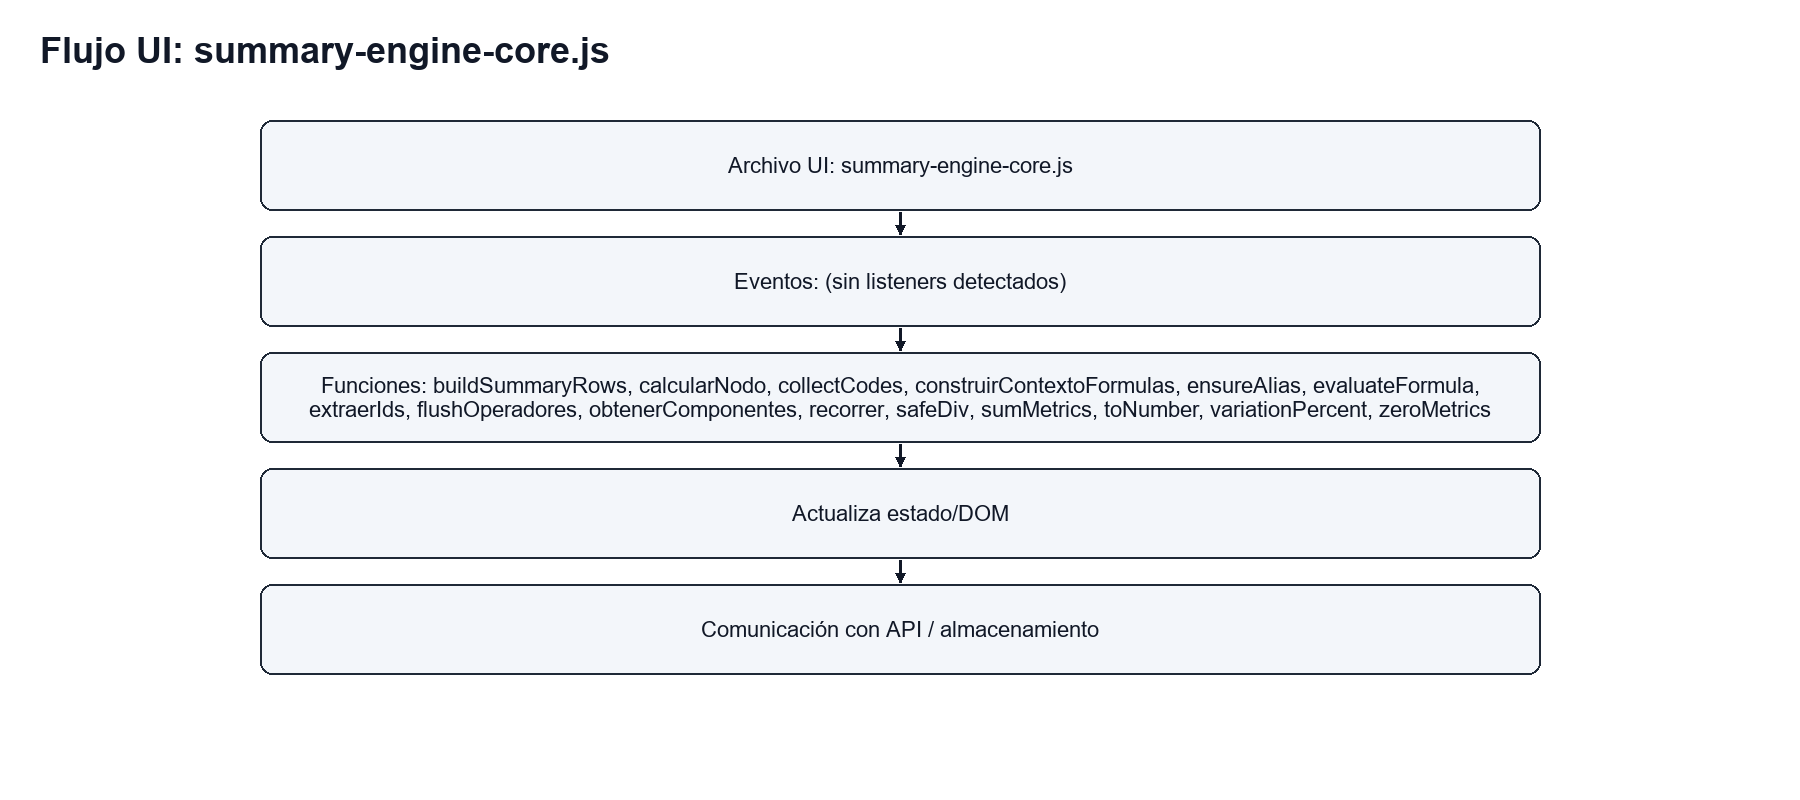 Flujo UI: summary-engine-core.js
Archivo UI: summary-engine-core.js
Eventos: (sin listeners detectados)
Funciones: buildSummaryRows, calcularNodo, collectCodes, construirContextoFormulas, ensureAlias, evaluateFormula,
extraerIds, flushOperadores, obtenerComponentes, recorrer, safeDiv, sumMetrics, toNumber, variationPercent, zeroMetrics
Actualiza estado/DOM
Comunicación con API / almacenamiento